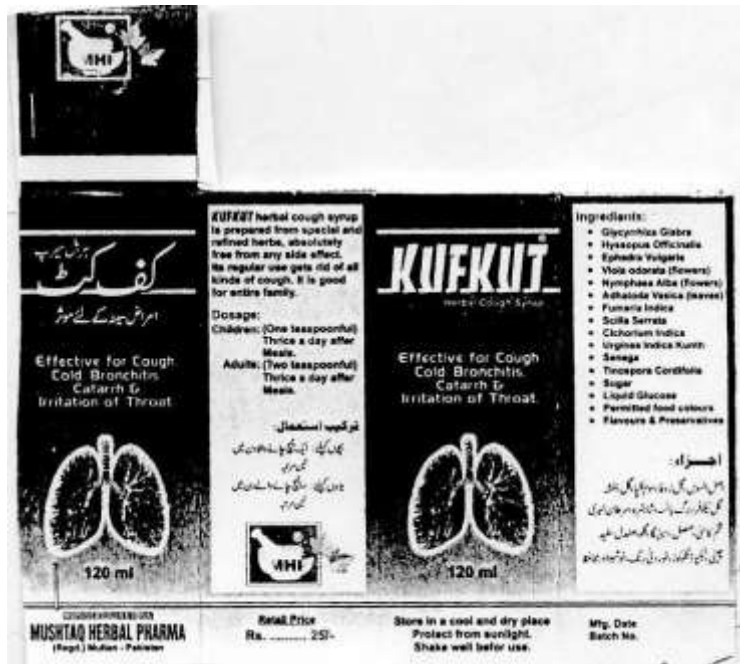 MHP
ہربل سیرپ
کف کٹ
امراض سینہ کے لئے موثر
Effective for Cough
Cold Bronchitis
Catarrh &
Irritation of Throat
120 ml
KUFKUT herbal cough syrup
is prepared from special and
refined herbs, absolutely
free from any side effect.
Its regular use gets rid of all
kinds of cough. It is good
for entire family.
Dosage:
Children: (One teaspoonful)
Thrice a day after
Meals.
Adults: (Two teaspoonful)
Thrice a day after
Meals.
ترکیب استعمال:
MHP
KUFKUT
Herbal Cough Syrup
Effective for Cough
Cold Bronchitis
Catarrh &
Irritation of Throat
120 ml
Ingrediants:
Glycyrrhiza Glabra
Hyssopus Officinalis
Ephedra Vulgaris
Viola odorata (flowers)
Nymphaea Alba (flowers)
Adhatoda Vasica (leaves)
Fumaria Indica
Scilla Serrata
Cichorium Indica
Urginea Indica Kunth
Senega
Tinospora Cordifolia
Sugar
Liquid Glucose
Permitted food colours
Flavours & Preservatives
اجزاء:
MUSHTAQ HERBAL PHARMA
(Regd.) Multan - Pakistan
Retail Price
Rs. ......... 25/-
Store in a cool and dry place
Protect from sunlight.
Shake well befor use.
Mfg. Date
Batch No.